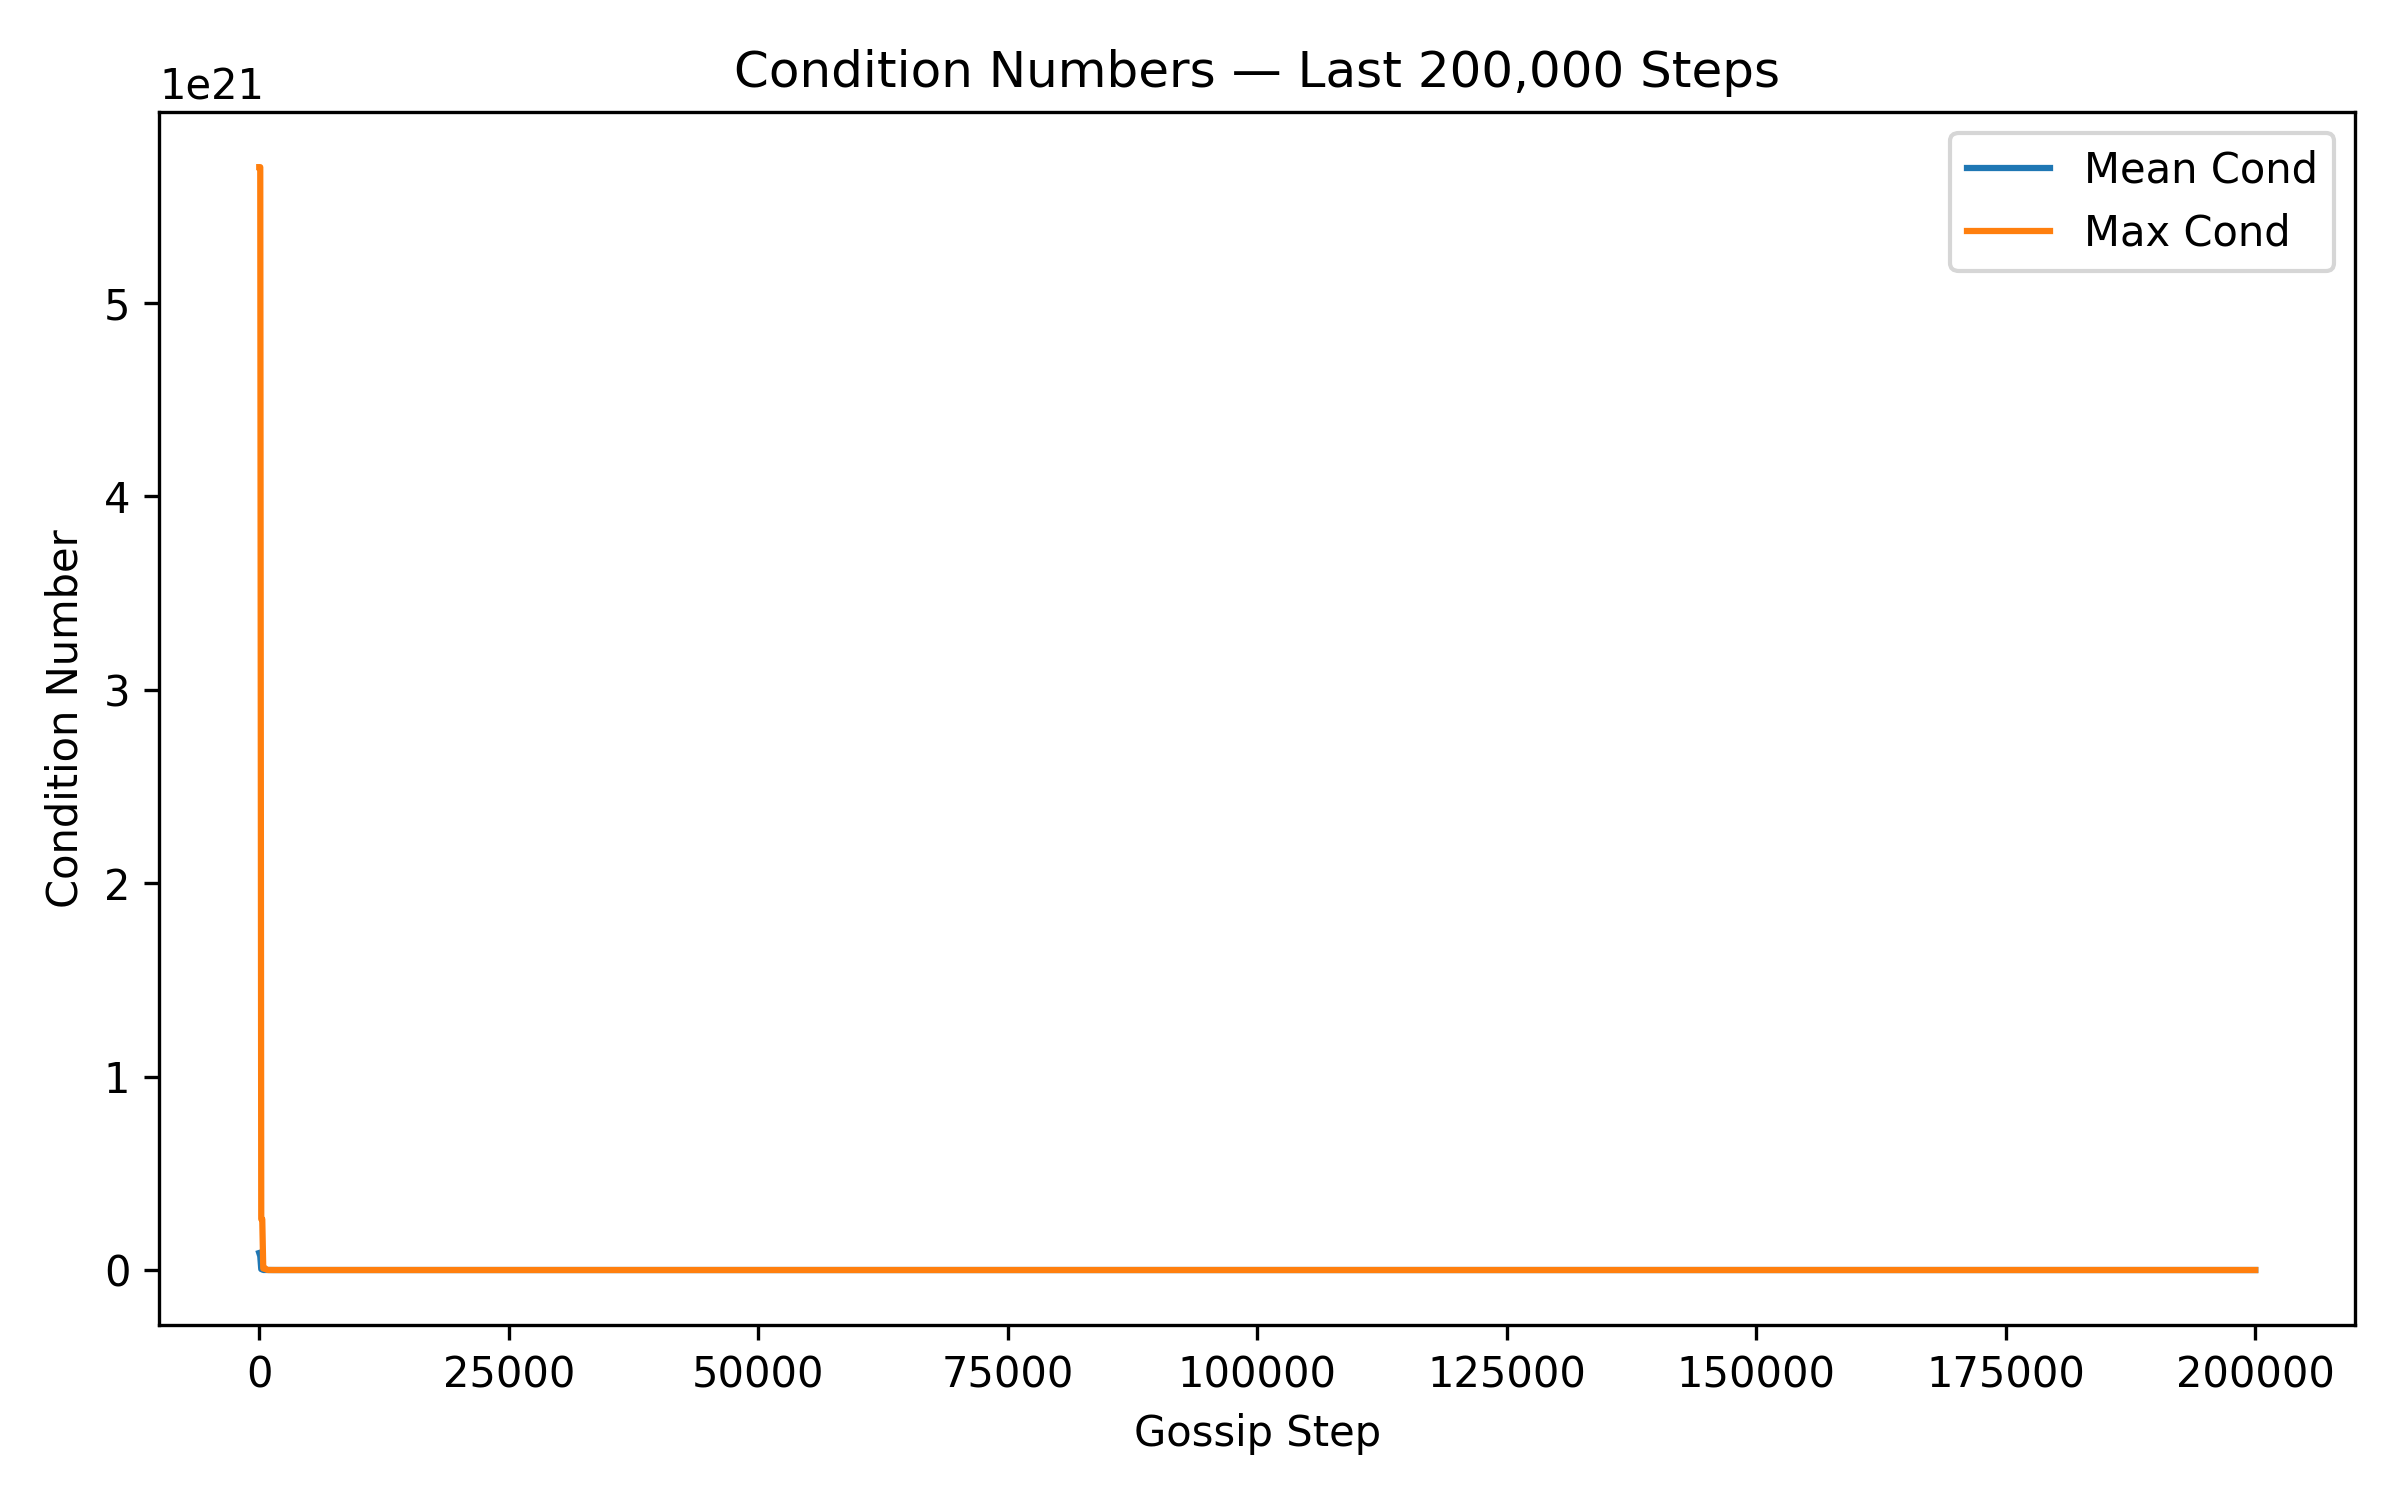 Condition Numbers — Last 200,000 Steps
1e21
Mean Cond
Max Cond
5
4
3
2
1
0
Condition Number
0 25000 50000 75000 100000 125000 150000 175000 200000
Gossip Step